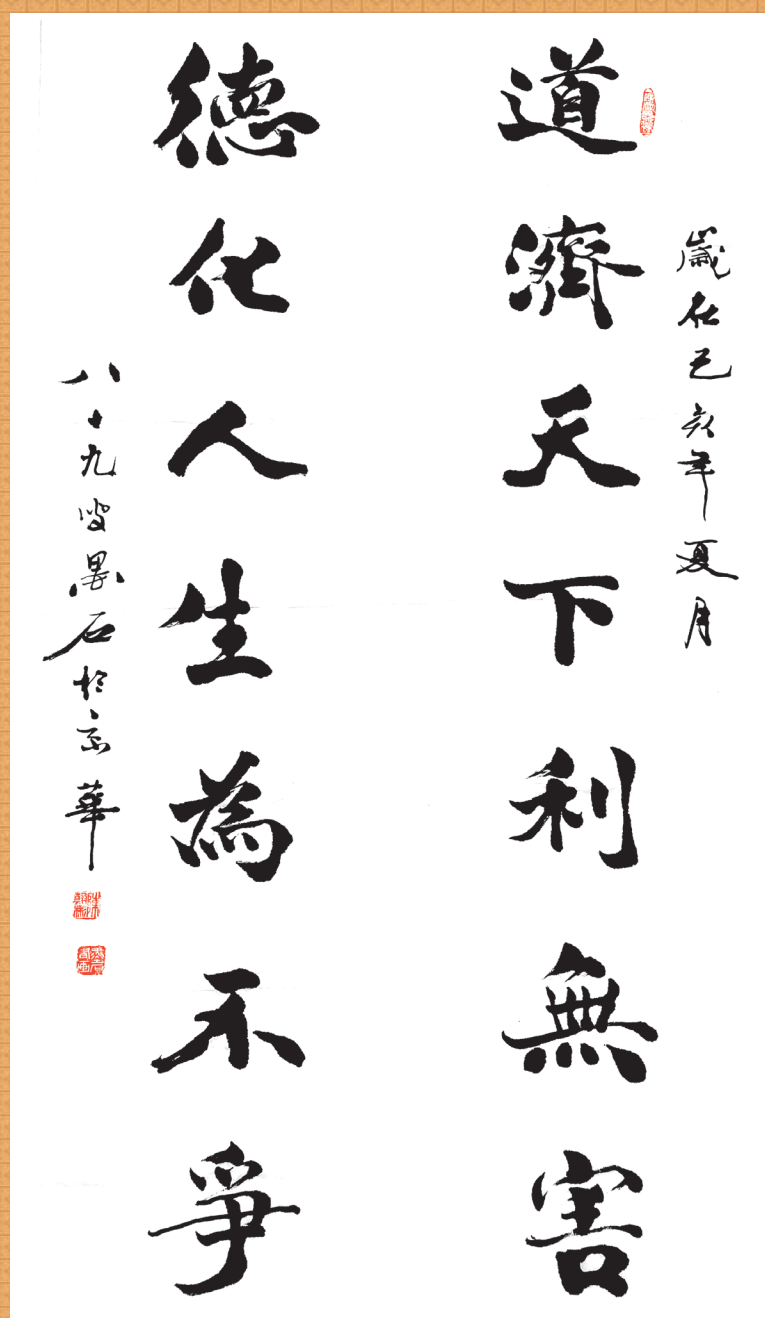 歲在己亥年夏月
道濟天下利無害
德化人生為不爭
八十九叟墨石於京華